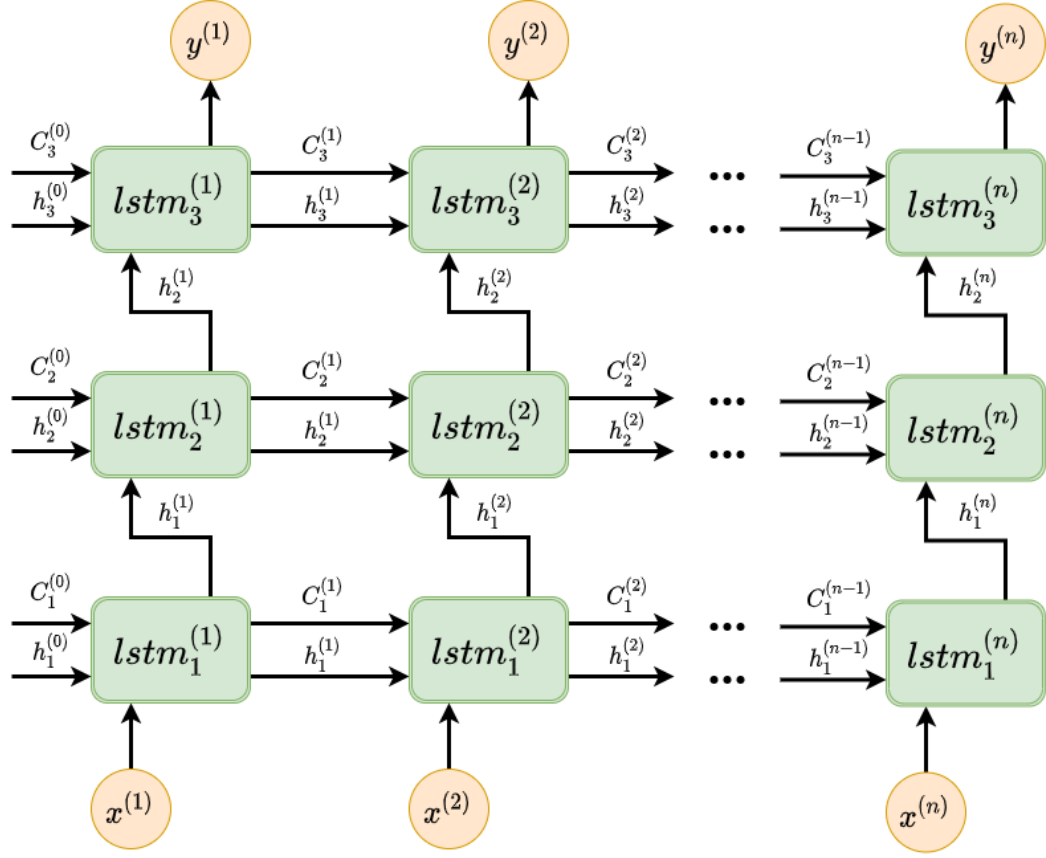 y^{(1)} y^{(2)} y^{(n)}
C_3^{(0)} C_3^{(1)} C_3^{(2)} C_3^{(n-1)}
lstm_3^{(1)} lstm_3^{(2)} ... lstm_3^{(n)}
h_3^{(0)} h_3^{(1)} h_3^{(2)} ... h_3^{(n-1)}
h_2^{(1)} h_2^{(2)} h_2^{(n)}
C_2^{(0)} C_2^{(1)} C_2^{(2)} C_2^{(n-1)}
lstm_2^{(1)} lstm_2^{(2)} ... lstm_2^{(n)}
h_2^{(0)} h_2^{(1)} h_2^{(2)} ... h_2^{(n-1)}
h_1^{(1)} h_1^{(2)} h_1^{(n)}
C_1^{(0)} C_1^{(1)} C_1^{(2)} C_1^{(n-1)}
lstm_1^{(1)} lstm_1^{(2)} ... lstm_1^{(n)}
h_1^{(0)} h_1^{(1)} h_1^{(2)} ... h_1^{(n-1)}
x^{(1)} x^{(2)} x^{(n)}